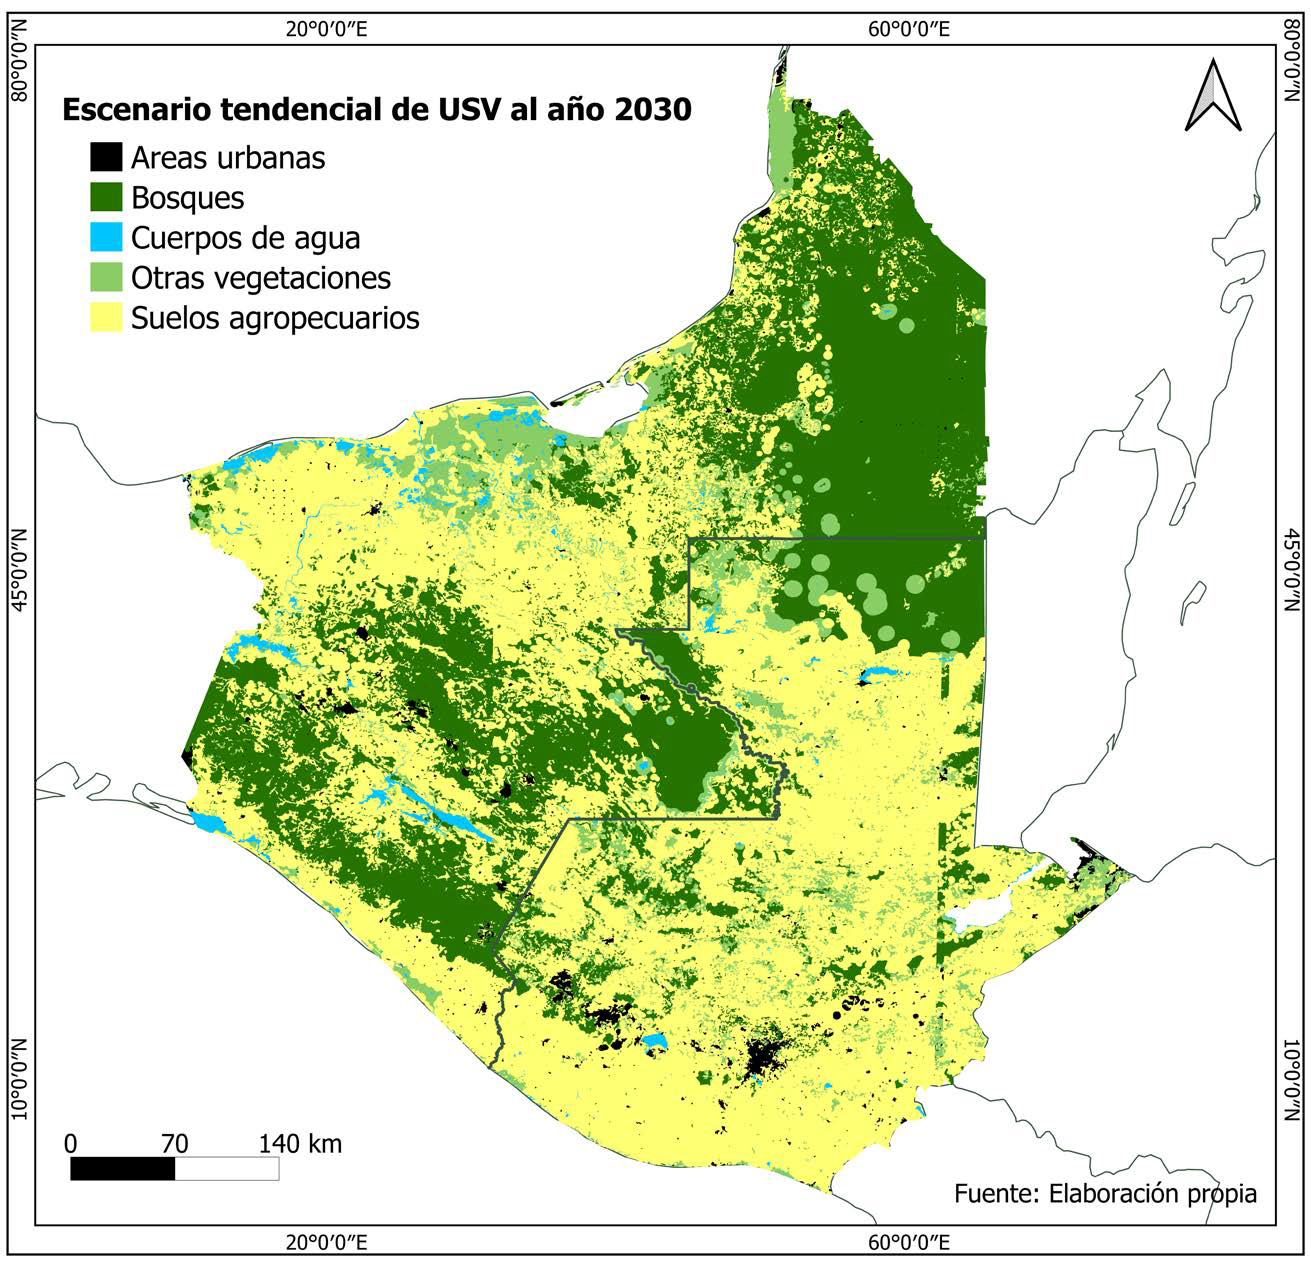 20°0′0″E 60°0′0″E
80°0′0″N 80°0′0″N
Escenario tendencial de USV al año 2030
Areas urbanas
Bosques
Cuerpos de agua
Otras vegetaciones
Suelos agropecuarios
45°0′0″N 45°0′0″N
10°0′0″N 10°0′0″N
0 70 140 km
Fuente: Elaboración propia
20°0′0″E 60°0′0″E